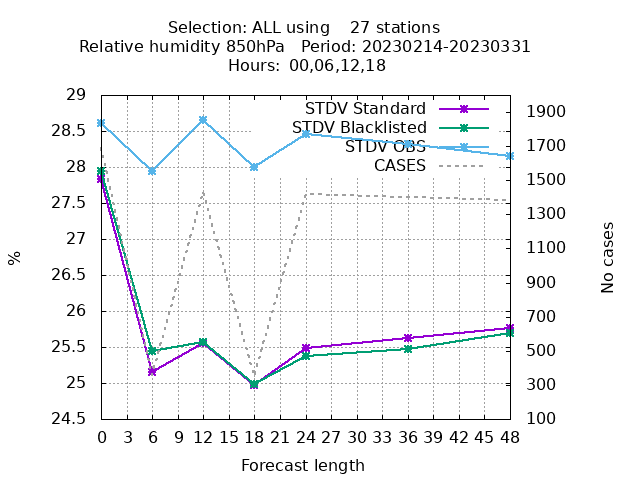 Selection: ALL using    27 stations
Relative humidity 850hPa   Period: 20230214-20230331
Hours: 00,06,12,18
STDV Standard
STDV Blacklisted
STDV OBS
CASES
29
28.5
28
27.5
27
26.5
26
25.5
25
24.5
%
1900
1700
1500
1300
1100
900
700
500
300
100
No cases
0 3 6 9 12 15 18 21 24 27 30 33 36 39 42 45 48
Forecast length